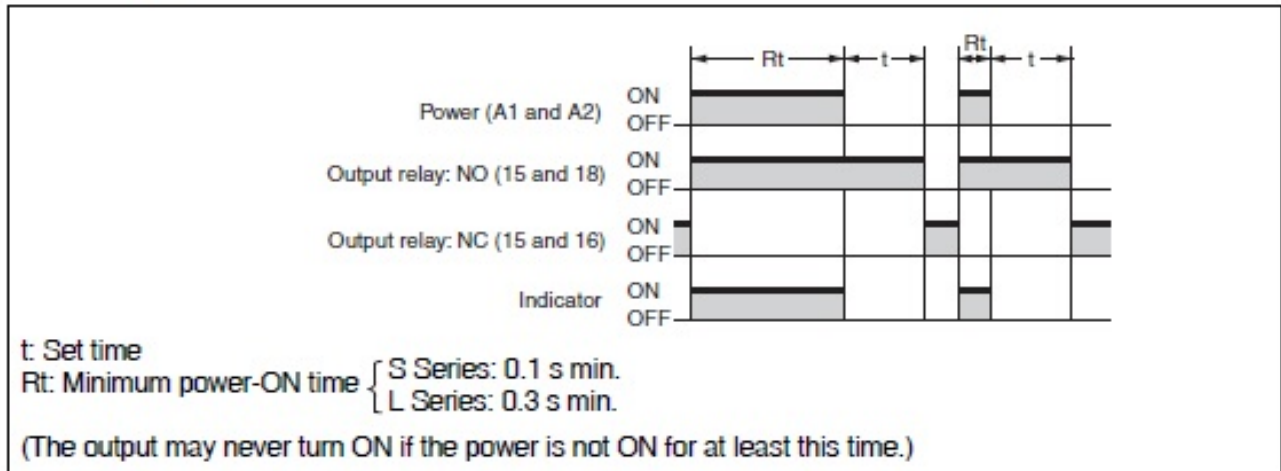 Rt t Rt t
Power (A1 and A2) ON
OFF
Output relay: NO (15 and 18) ON
OFF
Output relay: NC (15 and 16) ON
OFF
Indicator ON
OFF
t: Set time
Rt: Minimum power-ON time { S Series: 0.1 s min.
L Series: 0.3 s min.
(The output may never turn ON if the power is not ON for at least this time.)